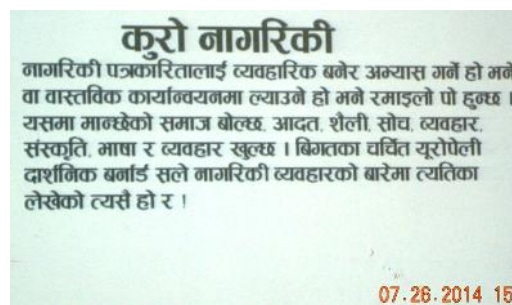 कुरो नागरिकी
नागरिकी पत्रकारितालाई व्यवहारिक बनेर अभ्यास गर्ने हो भने
वा वास्तविक कार्यान्वयनमा ल्याउने हो भने रमाइलो पो हुन्छ ।
यसमा मान्छेको समाज बोल्छ, आदत, शैली, सोच, व्यवहार,
संस्कृति, भाषा र व्यवहार खुल्छ । बिगतका चर्चित यूरोपेली
दार्शनिक बर्नार्ड सले नागरिकी व्यवहारको बारेमा त्यतिका
लेखेको त्यसै हो र !
07.26.2014 15